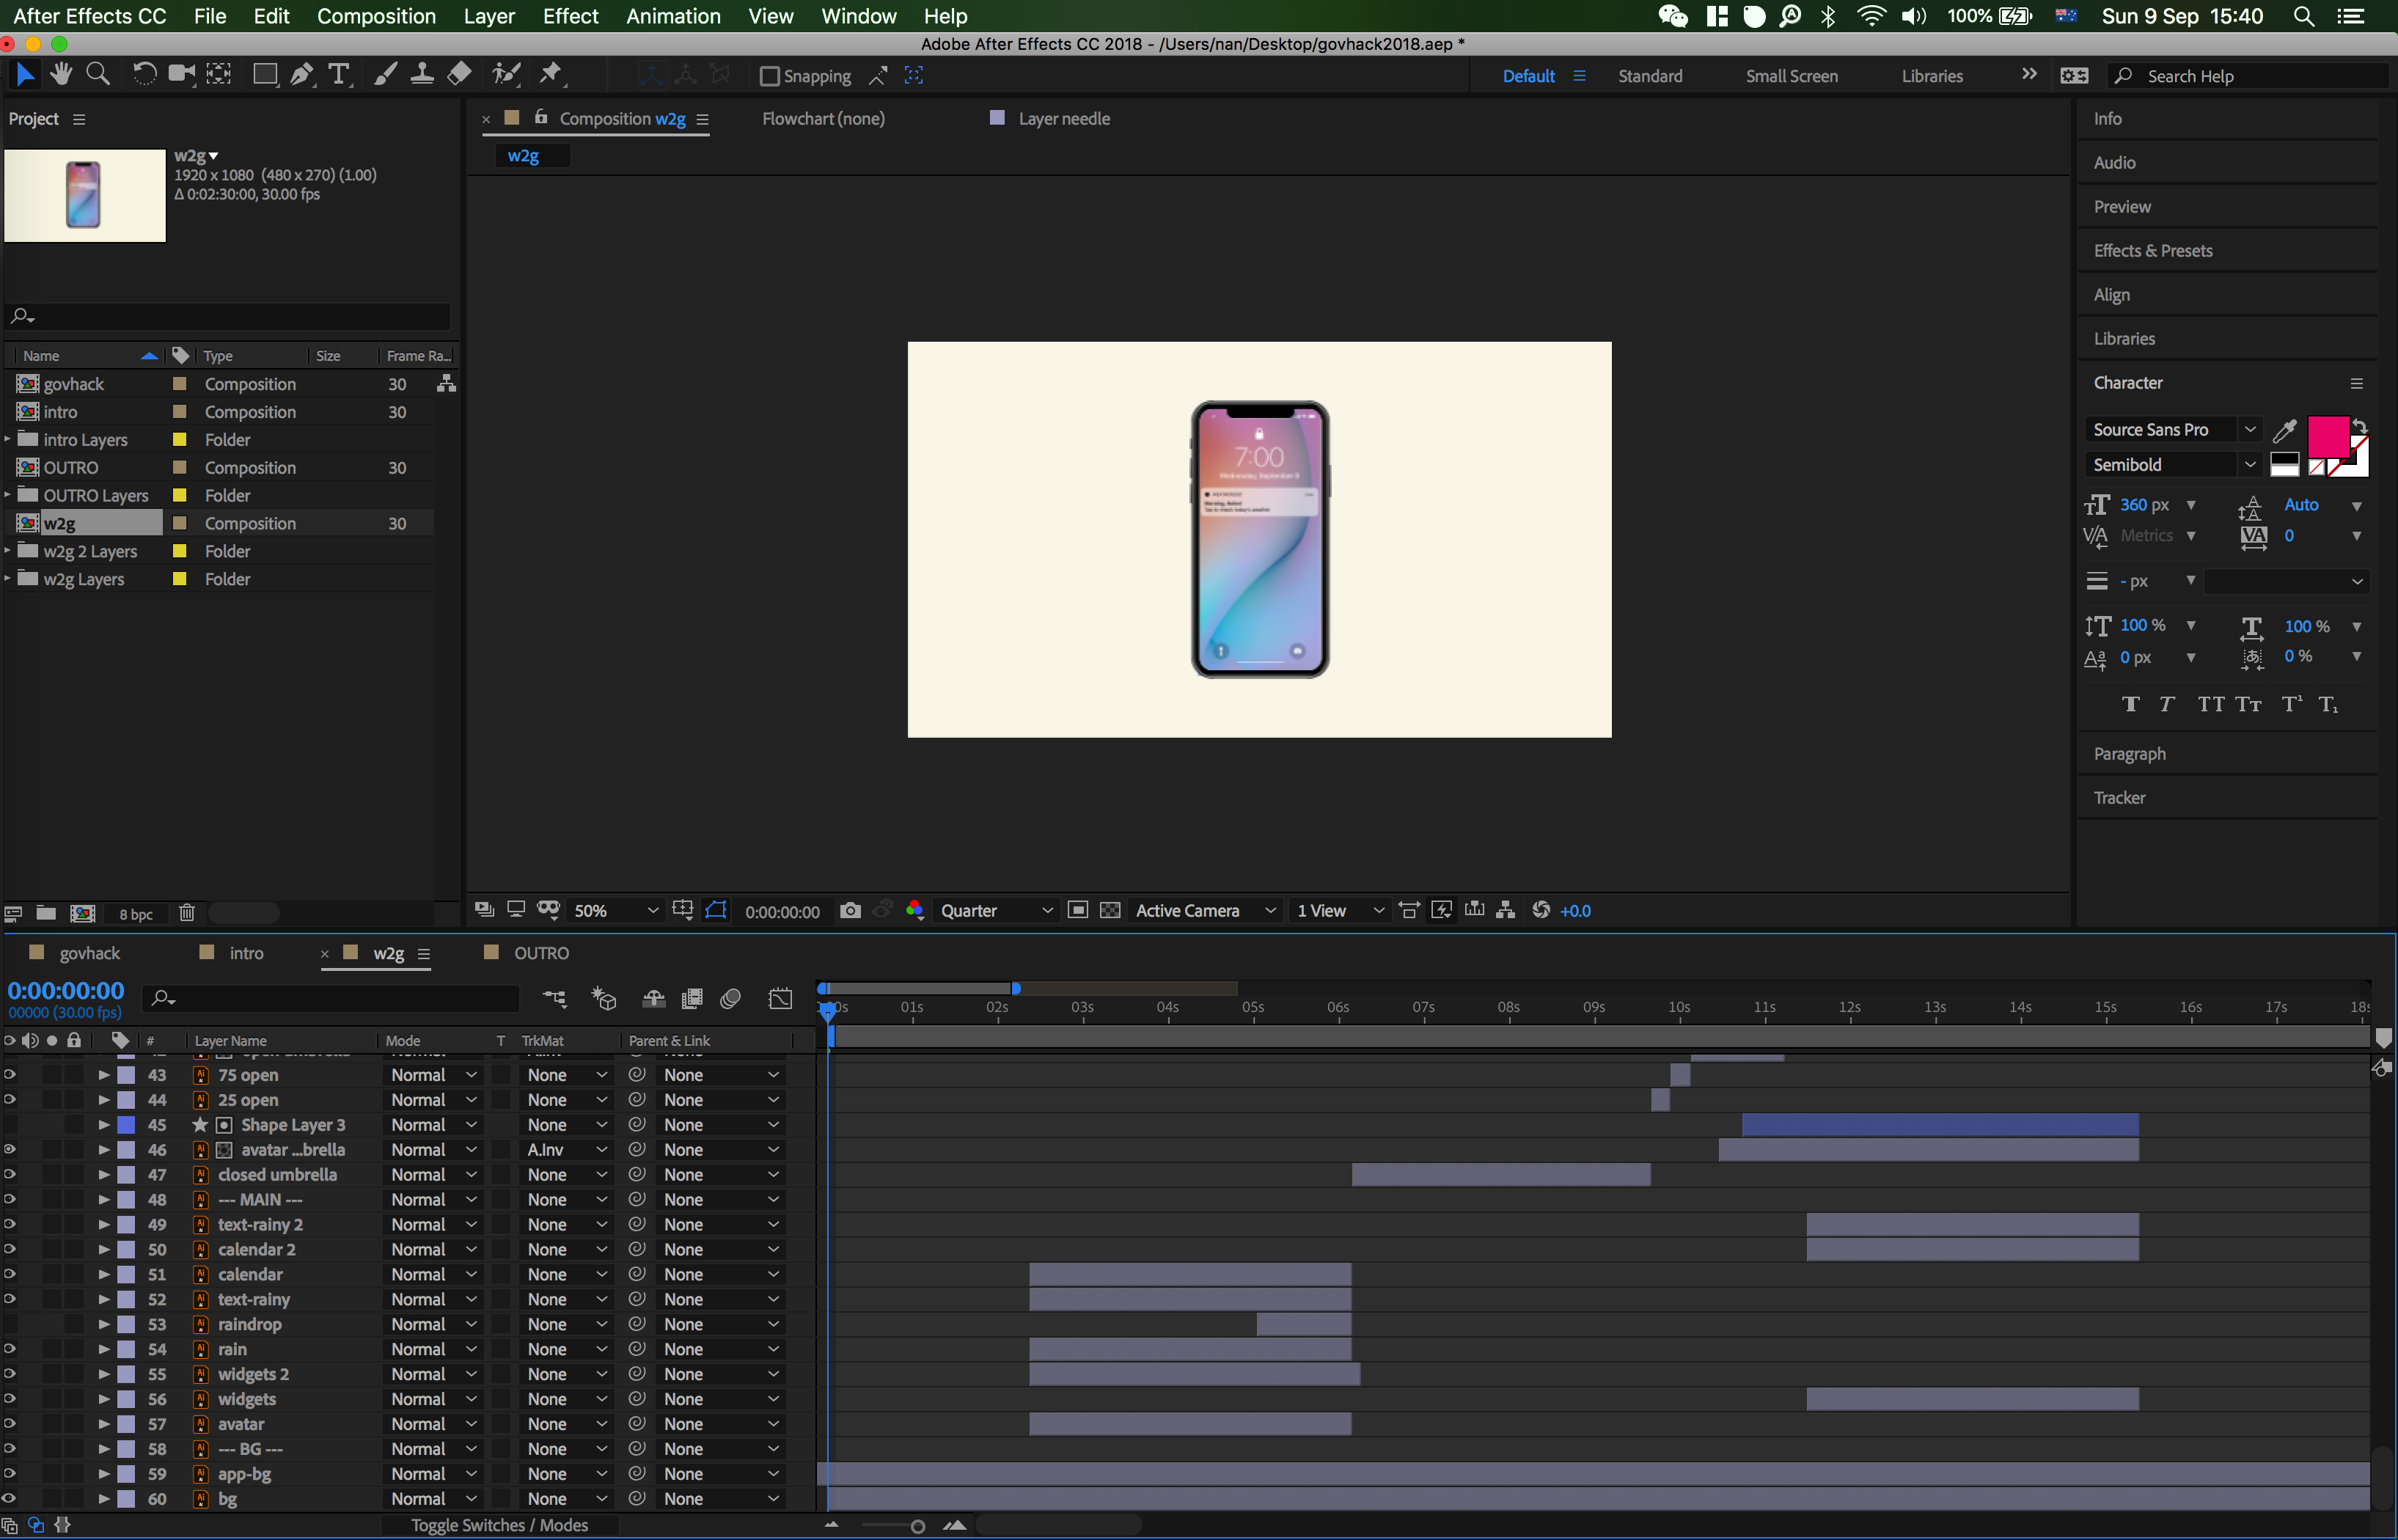 After Effects CC File Edit Composition Layer Effect Animation View Window Help 100% Sun 9 Sep 15:40
Adobe After Effects CC 2018 - /Users/nan/Desktop/govhack2018.aep *
Snapping Default Standard Small Screen Libraries Search Help
Project
w2g
1920 x 1080 (480 x 270) (1.00)
Δ 0:02:30:00, 30.00 fps
Name Type Size Frame Ra...
govhack Composition 30
intro Composition 30
intro Layers Folder
OUTRO Composition 30
OUTRO Layers Folder
w2g Composition 30
w2g 2 Layers Folder
w2g Layers Folder
8 bpc
Composition w2g Flowchart (none) Layer needle
w2g
7:00
Wednesday, September 6
50% 0:00:00:00 Quarter Active Camera 1 View +0.0
Info
Audio
Preview
Effects & Presets
Align
Libraries
Character
Source Sans Pro
Semibold
360 px Auto
Metrics 0
- px
100 % 100 %
0 px 0 %
Paragraph
Tracker
govhack intro w2g OUTRO
0:00:00:00
00000 (30.00 fps)
01s 02s 03s 04s 05s 06s 07s 08s 09s 10s 11s 12s 13s 14s 15s 16s 17s 18s
# Layer Name Mode T TrkMat Parent & Link
43 75 open Normal None None
44 25 open Normal None None
45 Shape Layer 3 Normal None None
46 avatar ...brella Normal A.Inv None
47 closed umbrella Normal None None
48 --- MAIN --- Normal None None
49 text-rainy 2 Normal None None
50 calendar 2 Normal None None
51 calendar Normal None None
52 text-rainy Normal None None
53 raindrop Normal None None
54 rain Normal None None
55 widgets 2 Normal None None
56 widgets Normal None None
57 avatar Normal None None
58 --- BG --- Normal None None
59 app-bg Normal None None
60 bg Normal None None
Toggle Switches / Modes